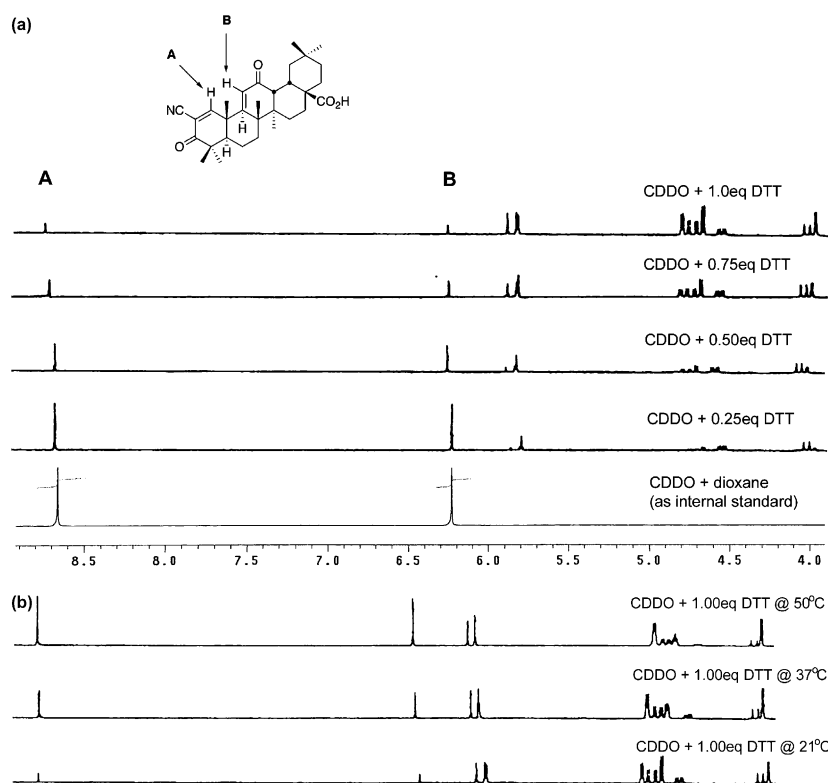 (a)
B
A
H
H
O
NC
CO₂H
H
O
H
A
B
CDDO + 1.0eq DTT
CDDO + 0.75eq DTT
CDDO + 0.50eq DTT
CDDO + 0.25eq DTT
CDDO + dioxane
(as internal standard)
8.5 8.0 7.5 7.0 6.5 6.0 5.5 5.0 4.5 4.0
(b)
CDDO + 1.00eq DTT @ 50°C
CDDO + 1.00eq DTT @ 37°C
CDDO + 1.00eq DTT @ 21°C